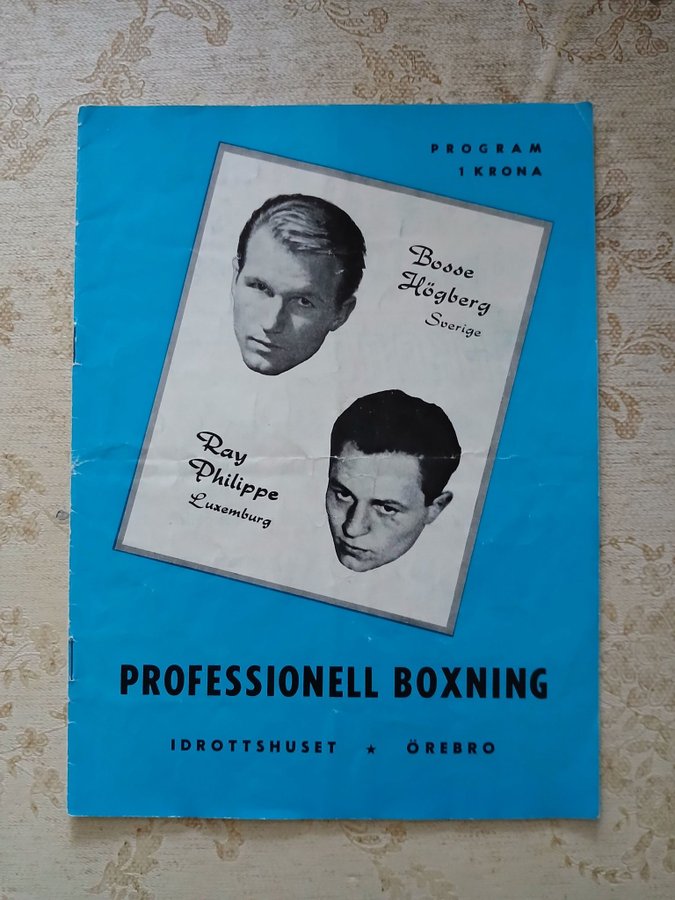 PROGRAM
1 KRONA
Bosse
Högberg
Sverige
Ray
Philippe
Luxemburg
PROFESSIONELL BOXNING
IDROTTSHUSET ★ ÖREBRO